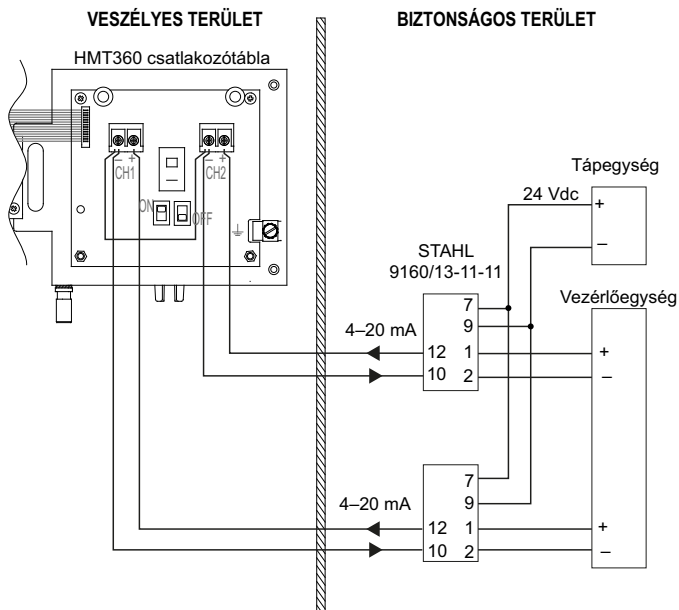 VESZÉLYES TERÜLET
BIZTONSÁGOS TERÜLET
HMT360 csatlakozótábla
– +
CH1
– +
CH2
ON
OFF
Tápegység
24 Vdc
+
–
STAHL
9160/13-11-11
Vezérlőegység
7
9
4–20 mA
12 1
+
10 2
–
7
9
4–20 mA
12 1
+
10 2
–